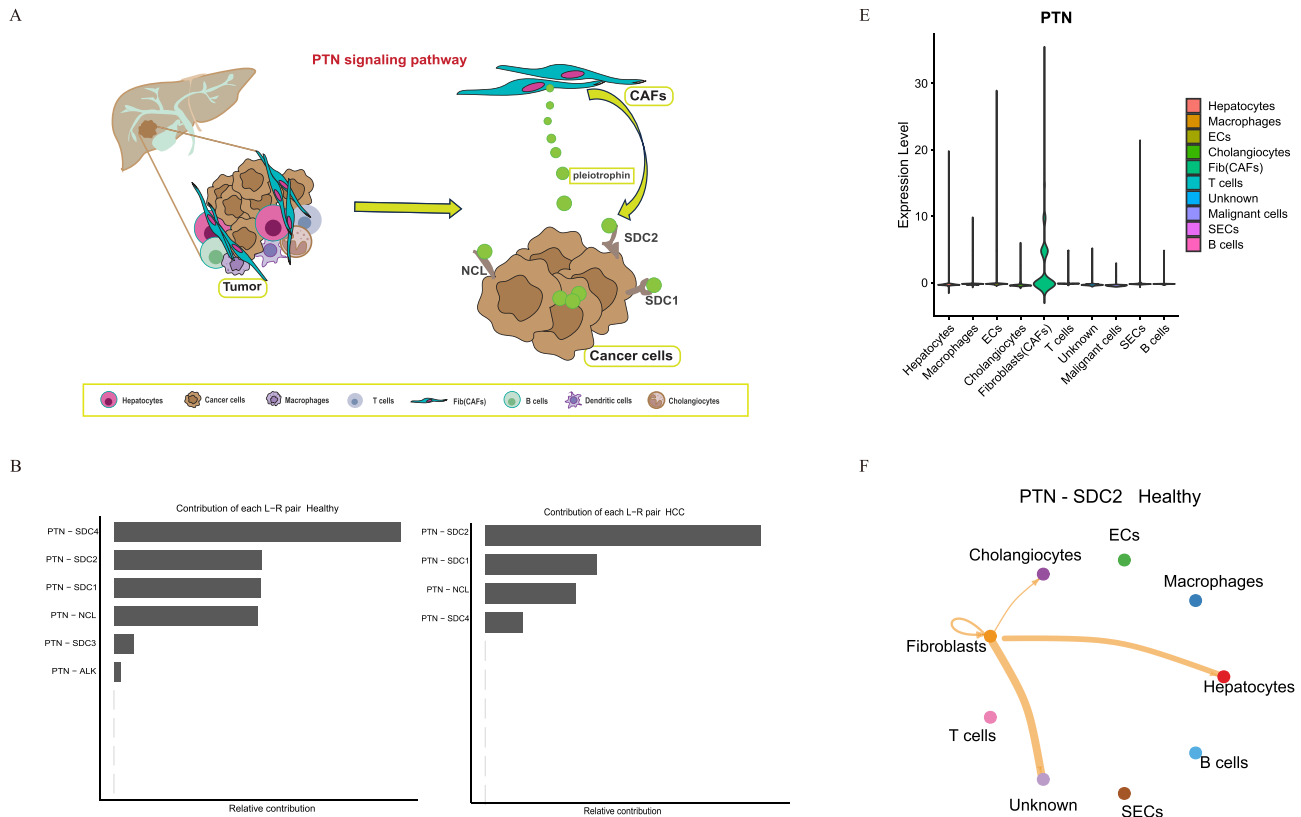 A
PTN signaling pathway
CAFs
pleiotrophin
SDC2
NCL
SDC1
Tumor
Cancer cells
Hepatocytes
Cancer cells
Macrophages
T cells
Fib(CAFs)
B cells
Dendritic cells
Cholangiocytes
E
PTN
Expression Level
30
20
10
0
Hepatocytes
Macrophages
ECs
Cholangiocytes
Fibroblasts(CAFs)
T cells
Unknown
Malignant cells
SECs
B cells
Hepatocytes
Macrophages
ECs
Cholangiocytes
Fib(CAFs)
T cells
Unknown
Malignant cells
SECs
B cells
B
Contribution of each L−R pair Healthy
PTN − SDC4
PTN − SDC2
PTN − SDC1
PTN − NCL
PTN − SDC3
PTN − ALK
Relative contribution
Contribution of each L−R pair HCC
PTN − SDC2
PTN − SDC1
PTN − NCL
PTN − SDC4
Relative contribution
F
PTN - SDC2 Healthy
ECs
Cholangiocytes
Macrophages
Fibroblasts
Hepatocytes
T cells
B cells
Unknown
SECs